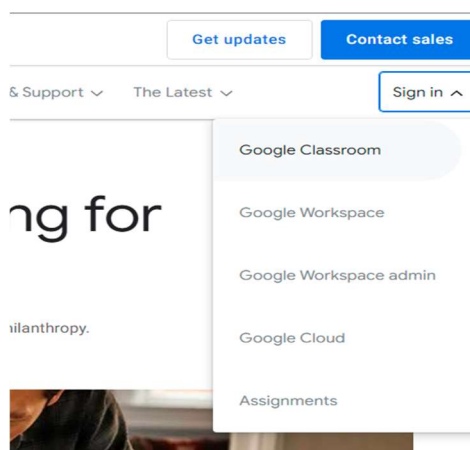 Get updates Contact sales
& Support The Latest Sign in
Google Classroom
ng for
Google Workspace
Google Workspace admin
ilanthropy.
Google Cloud
Assignments